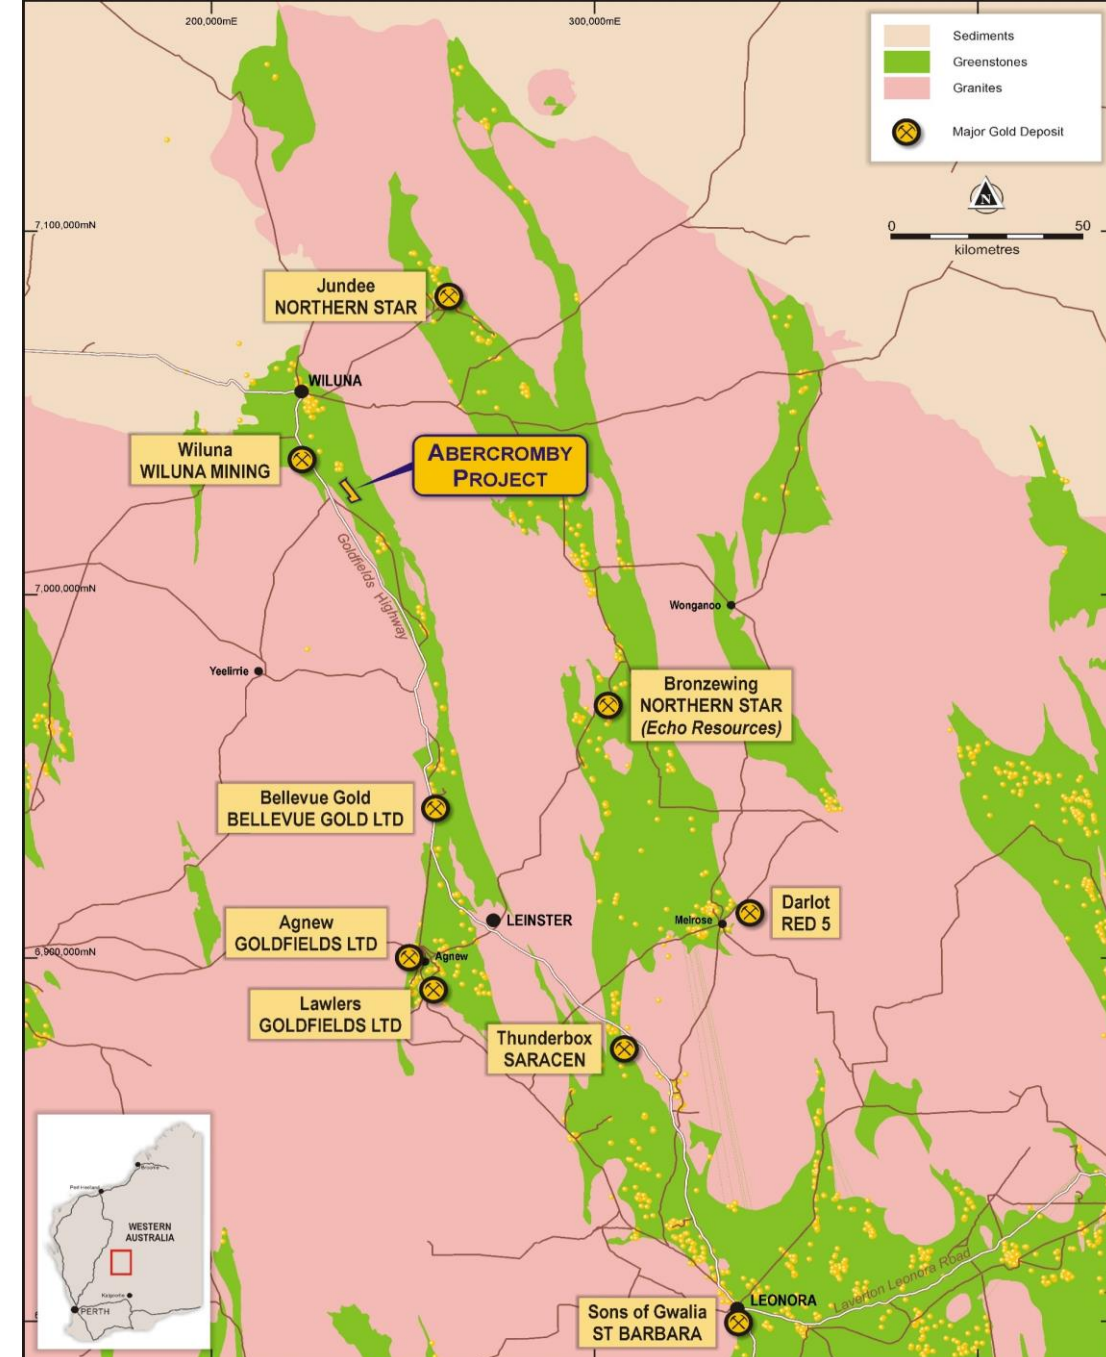 200,000mE
300,000mE
Sediments
Greenstones
Granites
Major Gold Deposit
N
0
50
kilometres
7,100,000mN
Jundee
NORTHERN STAR
WILUNA
Wiluna
WILUNA MINING
ABERCROMBY
PROJECT
Goldfields Highway
7,000,000mN
Wonganoo
Yeelirrie
Bronzewing
NORTHERN STAR
(Echo Resources)
Bellevue Gold
BELLEVUE GOLD LTD
Darlot
RED 5
Melrose
LEINSTER
Agnew
GOLDFIELDS LTD
Agnew
6,900,000mN
Lawlers
GOLDFIELDS LTD
Thunderbox
SARACEN
WESTERN
AUSTRALIA
PERTH
Laverton Leonora Road
LEONORA
Sons of Gwalia
ST BARBARA